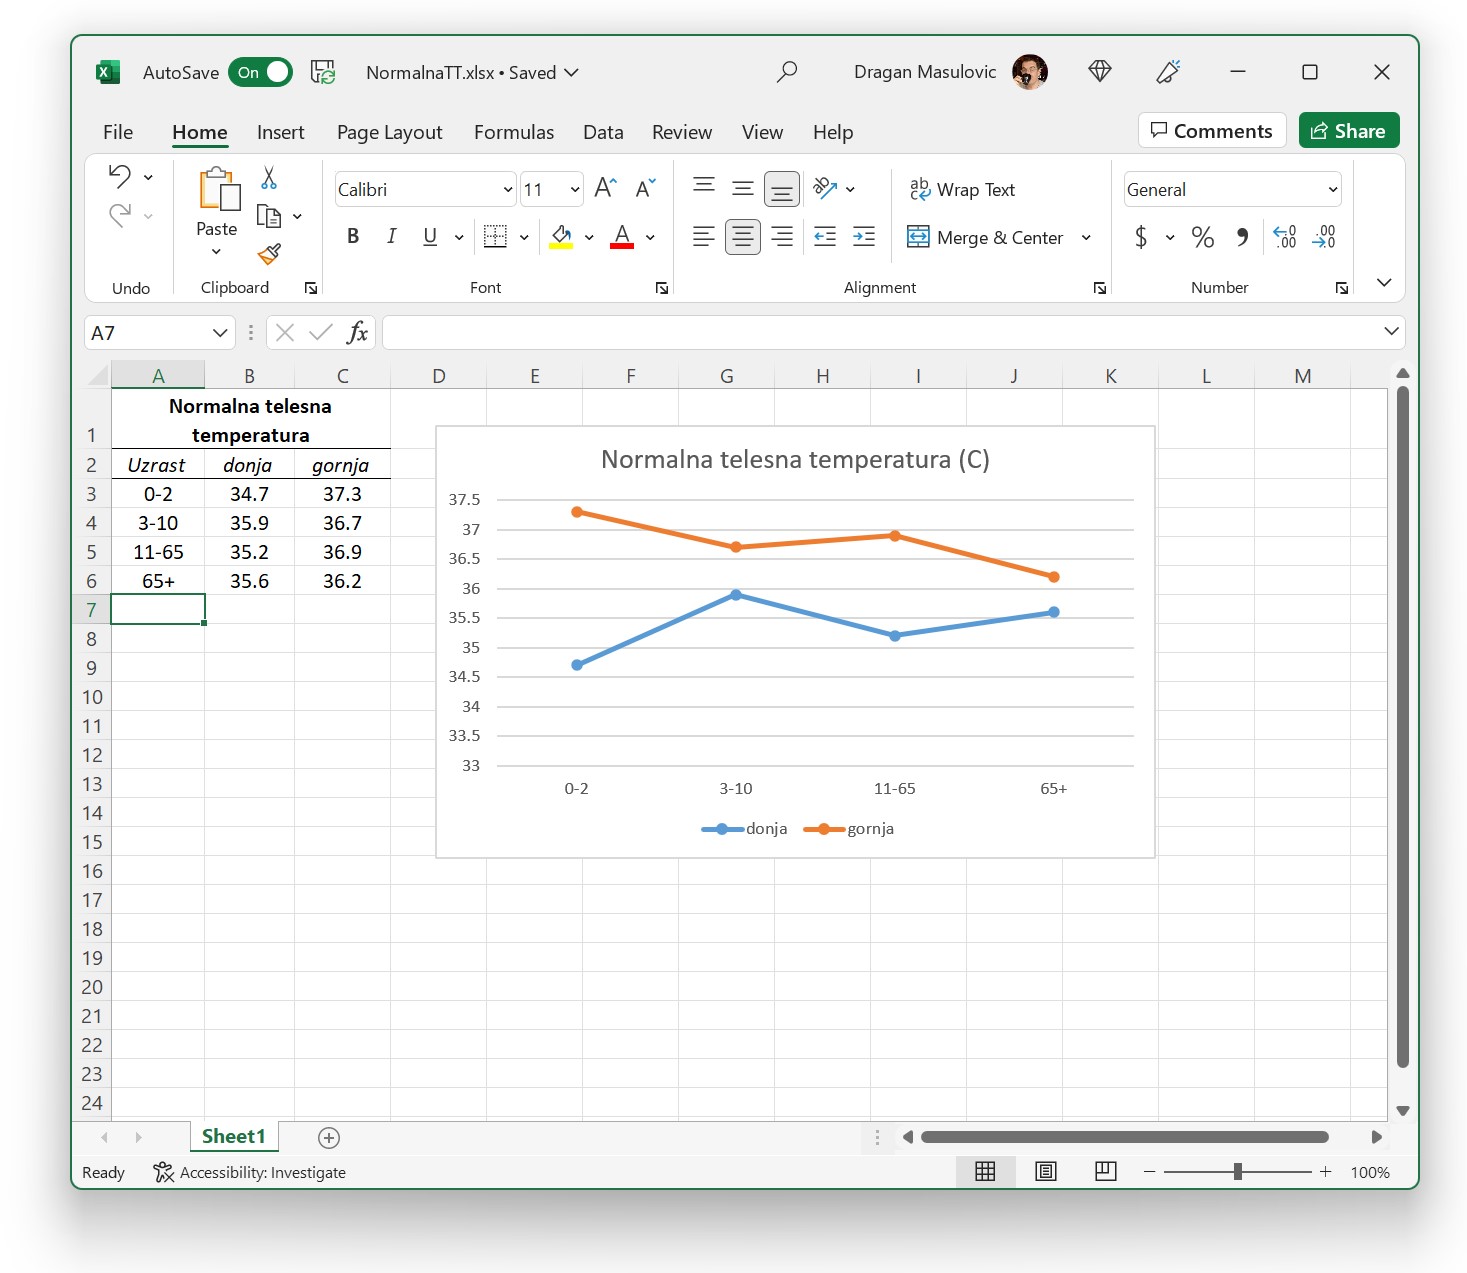 AutoSave On NormalnaTT.xlsx • Saved Dragan Masulovic
File Home Insert Page Layout Formulas Data Review View Help Comments Share
Calibri 11 ab Wrap Text General
Paste B I U A Merge & Center $ % 9 .00
Undo Clipboard Font Alignment Number
A7 fx
A B C D E F G H I J K L M
Normalna telesna
1 temperatura
2 Uzrast donja gornja
3 0-2 34.7 37.3
4 3-10 35.9 36.7
5 11-65 35.2 36.9
6 65+ 35.6 36.2
7
8
9
10
11
12
13
14
15
16
17
18
19
20
21
22
23
24
Normalna telesna temperatura (C)
37.5
37
36.5
36
35.5
35
34.5
34
33.5
33
0-2 3-10 11-65 65+
donja gornja
Sheet1
Ready Accessibility: Investigate 100%